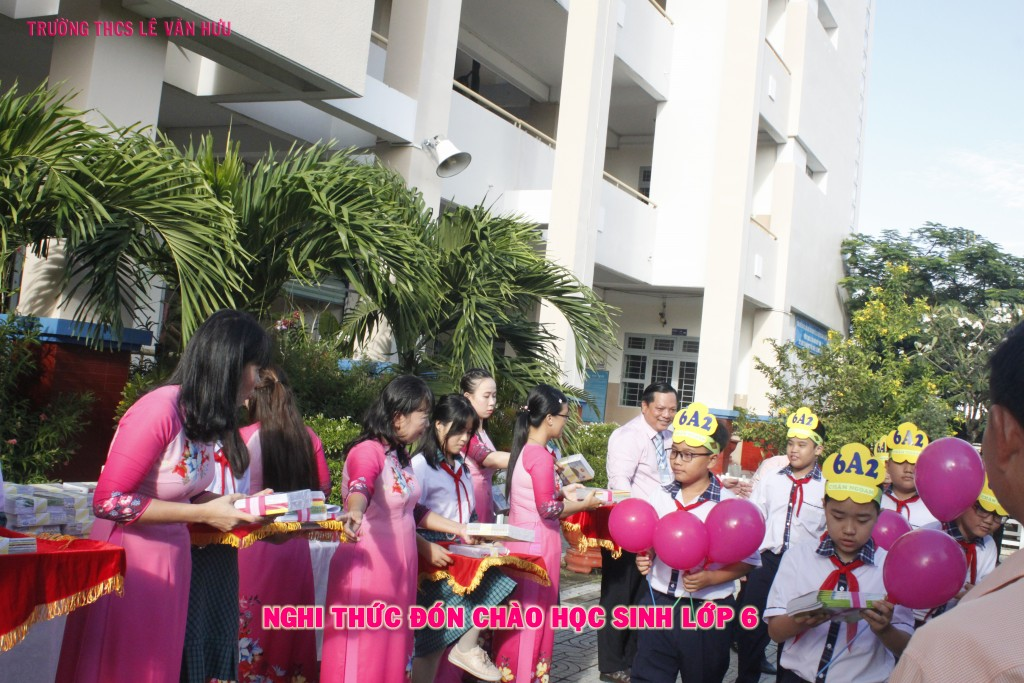 TRƯỜNG THCS LÊ VĂN HƯU
6A2
6A2
6A2
6A2
NGHI THỨC ĐÓN CHÀO HỌC SINH LỚP 6